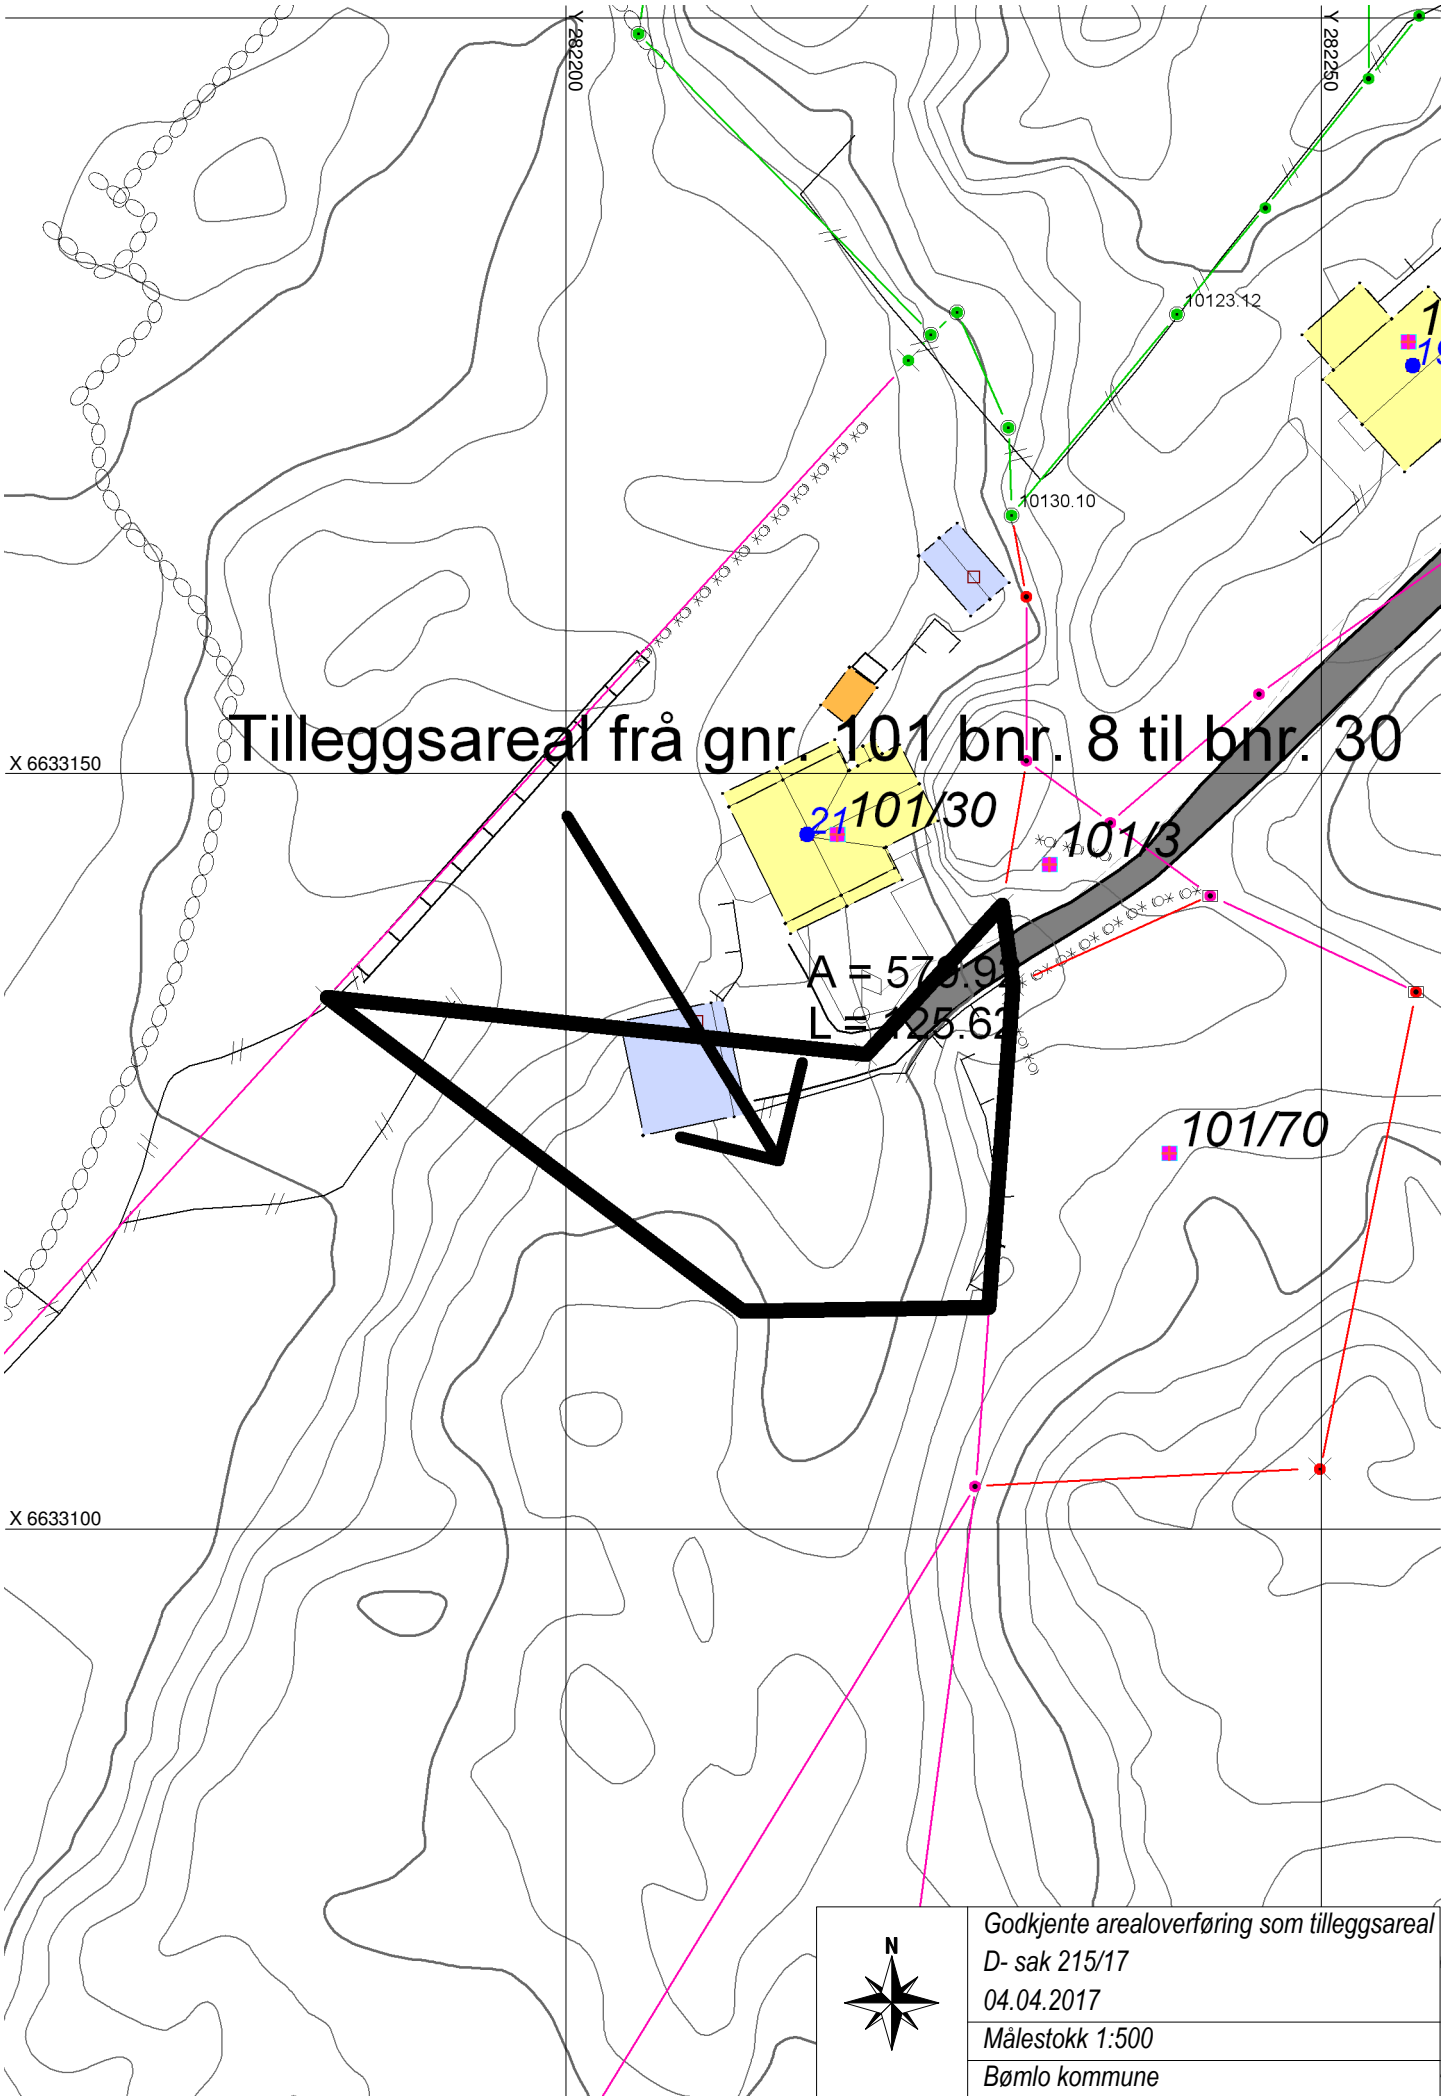 Y 282200
Y 282250
10123.12
10130.10
Tilleggsareal frå gnr. 101 bnr. 8 til bnr. 30
X 6633150
21
101/30
101/3
L = 125.62
101/70
X 6633100
N
Godkjente arealoverføring som tilleggsareal
D- sak 215/17
04.04.2017
Målestokk 1:500
Bømlo kommune